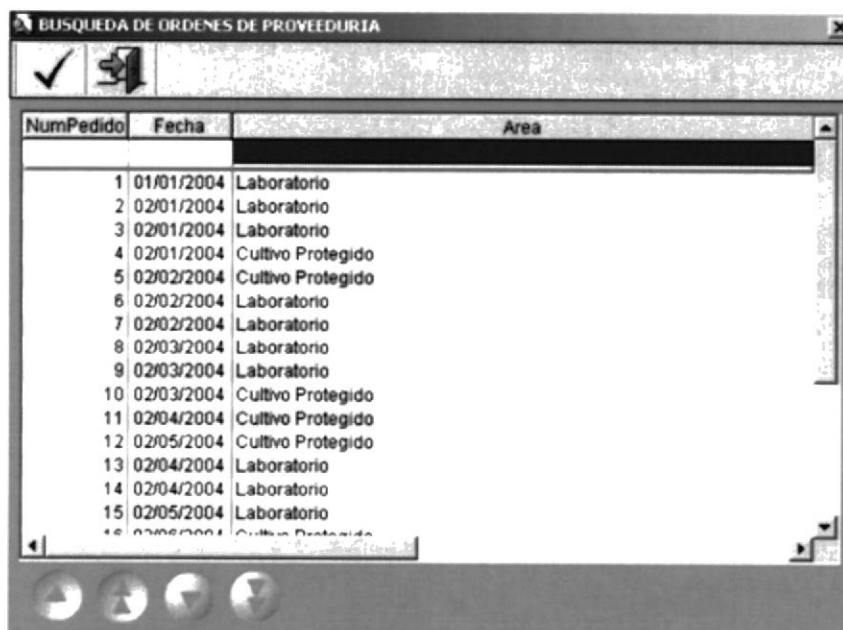 BUSQUEDA DE ORDENES DE PROVEEDURIA
NumPedido Fecha Area
1 01/01/2004 Laboratorio
2 02/01/2004 Laboratorio
3 02/01/2004 Laboratorio
4 02/01/2004 Cultivo Protegido
5 02/02/2004 Cultivo Protegido
6 02/02/2004 Laboratorio
7 02/02/2004 Laboratorio
8 02/03/2004 Laboratorio
9 02/03/2004 Laboratorio
10 02/03/2004 Cultivo Protegido
11 02/04/2004 Cultivo Protegido
12 02/05/2004 Cultivo Protegido
13 02/04/2004 Laboratorio
14 02/04/2004 Laboratorio
15 02/05/2004 Laboratorio
16 Cultivo Protegido